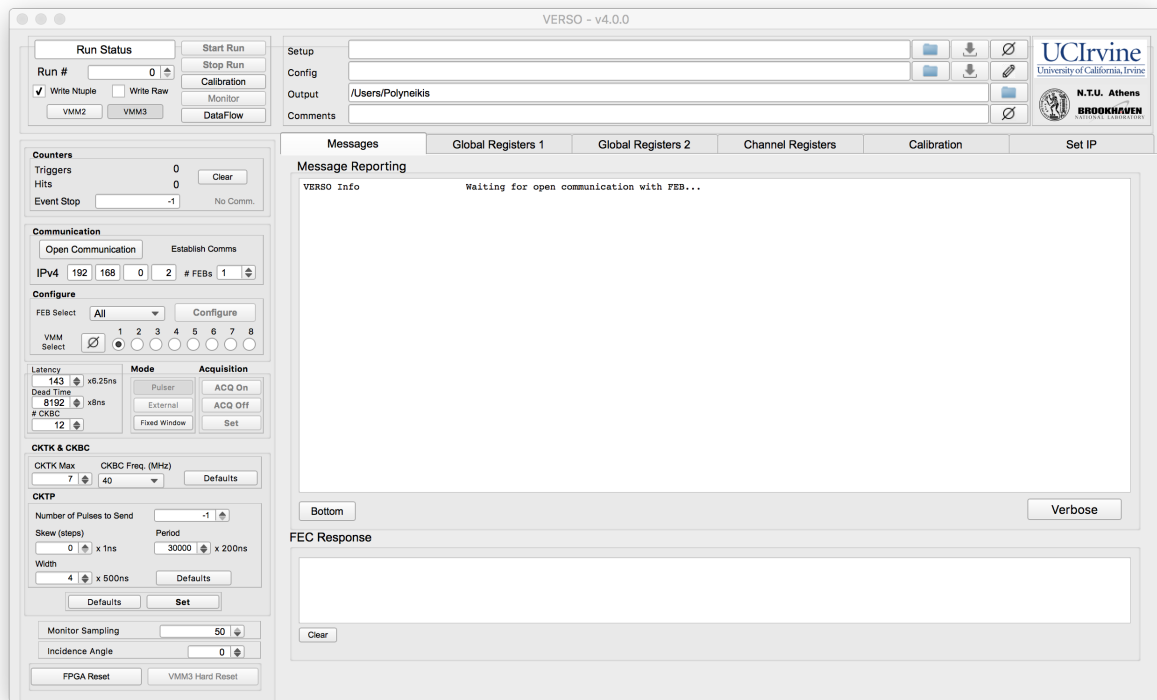 VERSO - v4.0.0
Run Status
Start Run
Stop Run
Run # 0
Calibration
Write Ntuple Write Raw
Monitor
VMM2 VMM3
DataFlow
Setup
Config
Output /Users/Polyneikis
Comments
UCIrvine
University of California, Irvine
N.T.U. Athens
BROOKHAVEN
NATIONAL LABORATORY
Counters
Triggers 0
Hits 0
Clear
Event Stop -1 No Comm.
Communication
Open Communication Establish Comms
IPv4 192 168 0 2 # FEBs 1
Configure
FEB Select All Configure
1 2 3 4 5 6 7 8
VMM
Select
Latency
143 x6.25ns
Dead Time
8192 x8ns
# CKBC
12
Mode
Pulser
External
Fixed Window
Acquisition
ACQ On
ACQ Off
Set
CKTK & CKBC
CKTK Max CKBC Freq. (MHz)
7 40 Defaults
CKTP
Number of Pulses to Send -1
Skew (steps) Period
0 x 1ns 30000 x 200ns
Width
4 x 500ns Defaults
Defaults Set
Monitor Sampling 50
Incidence Angle 0
FPGA Reset VMM3 Hard Reset
Messages Global Registers 1 Global Registers 2 Channel Registers Calibration Set IP
Message Reporting
VERSO Info Waiting for open communication with FEB...
Bottom Verbose
FEC Response
Clear